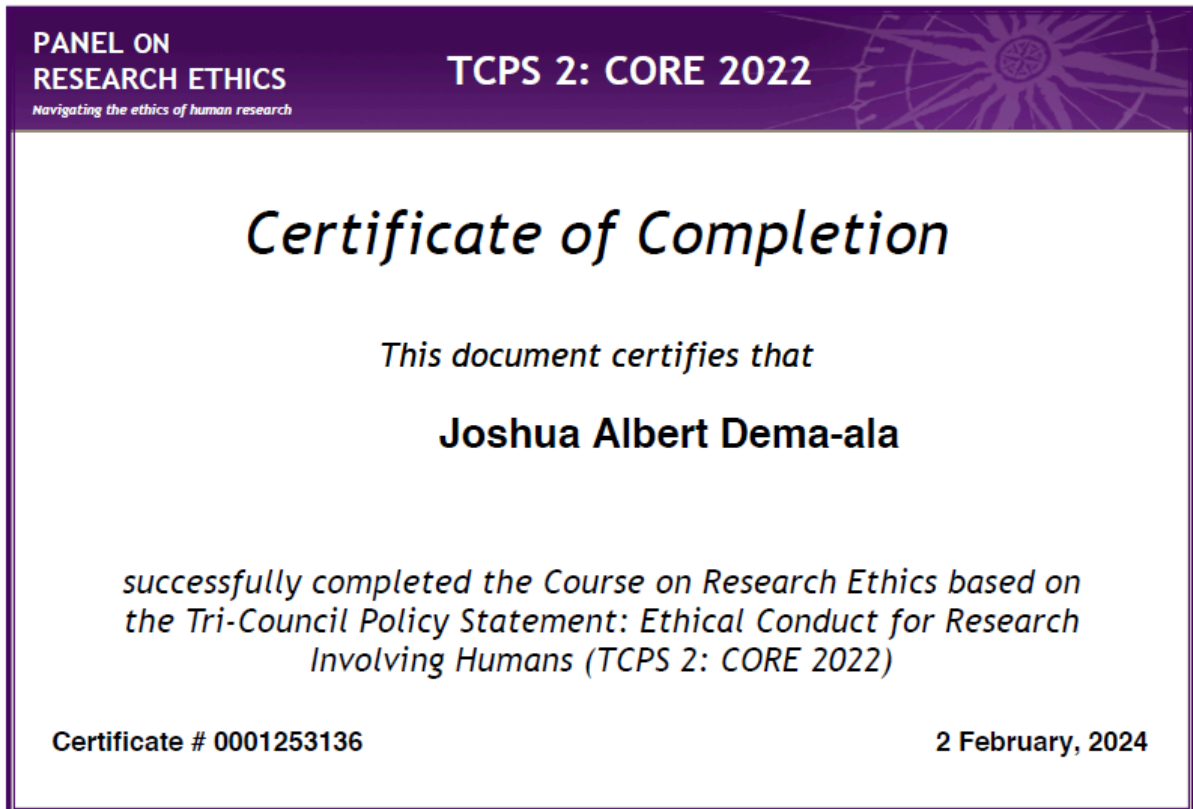 PANEL ON
RESEARCH ETHICS
Navigating the ethics of human research
TCPS 2: CORE 2022
Certificate of Completion
This document certifies that
Joshua Albert Dema-ala
successfully completed the Course on Research Ethics based on
the Tri-Council Policy Statement: Ethical Conduct for Research
Involving Humans (TCPS 2: CORE 2022)
Certificate # 0001253136
2 February, 2024